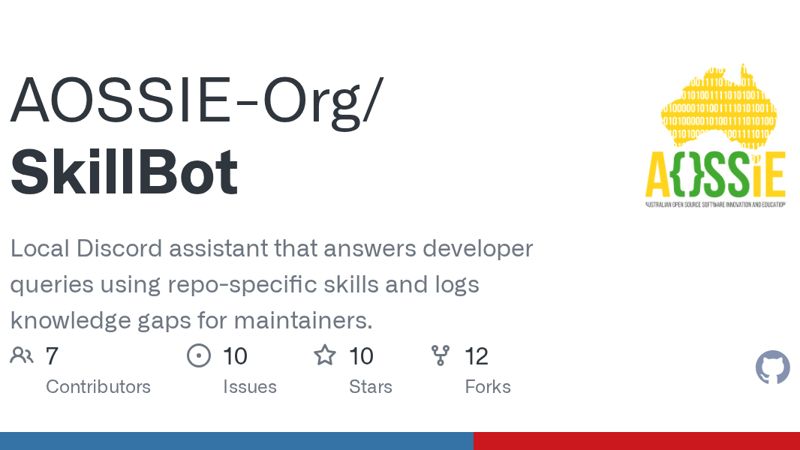 AOSSIE-Org/
SkillBot
Local Discord assistant that answers developer
queries using repo-specific skills and logs
knowledge gaps for maintainers.
7
Contributors
10
Issues
10
Stars
12
Forks
A{}SSiE
AUSTRALIAN OPEN SOURCE SOFTWARE INNOVATION AND EDUCATION